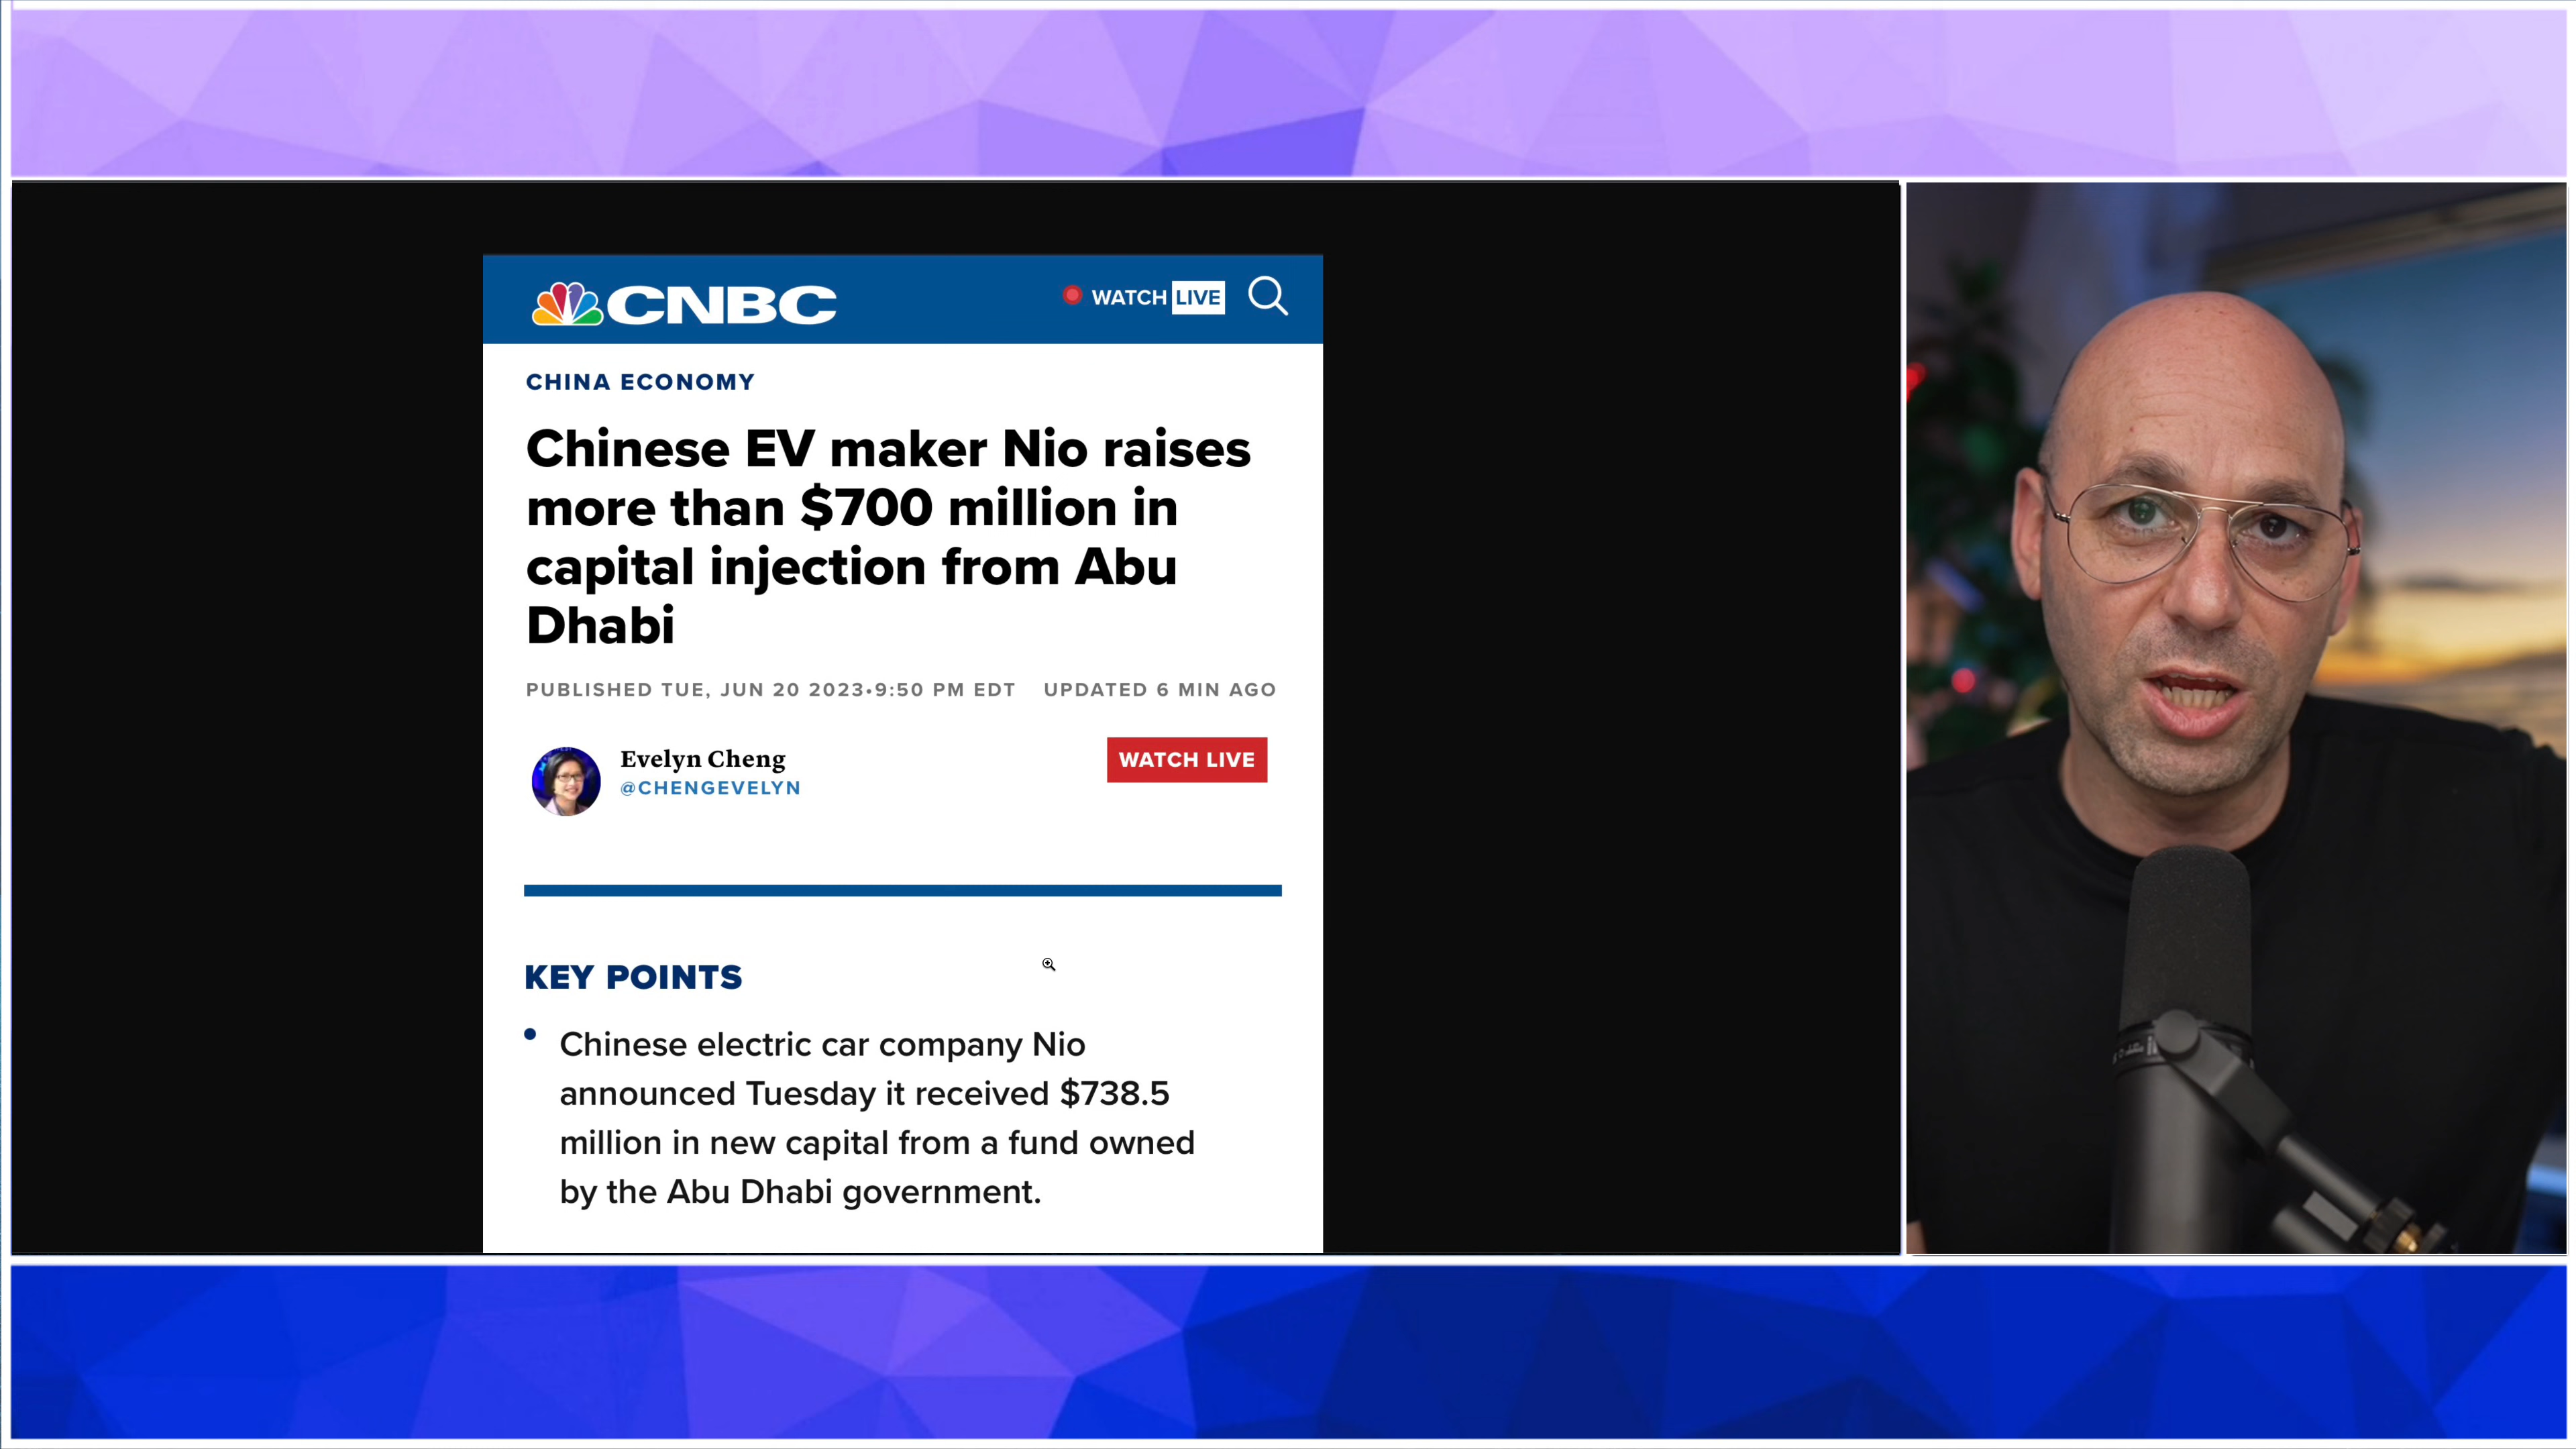 CNBC
WATCH LIVE
CHINA ECONOMY
Chinese EV maker Nio raises
more than $700 million in
capital injection from Abu
Dhabi
PUBLISHED TUE, JUN 20 2023•9:50 PM EDT UPDATED 6 MIN AGO
Evelyn Cheng
@CHENGEVELYN
WATCH LIVE
KEY POINTS
• Chinese electric car company Nio
announced Tuesday it received $738.5
million in new capital from a fund owned
by the Abu Dhabi government.